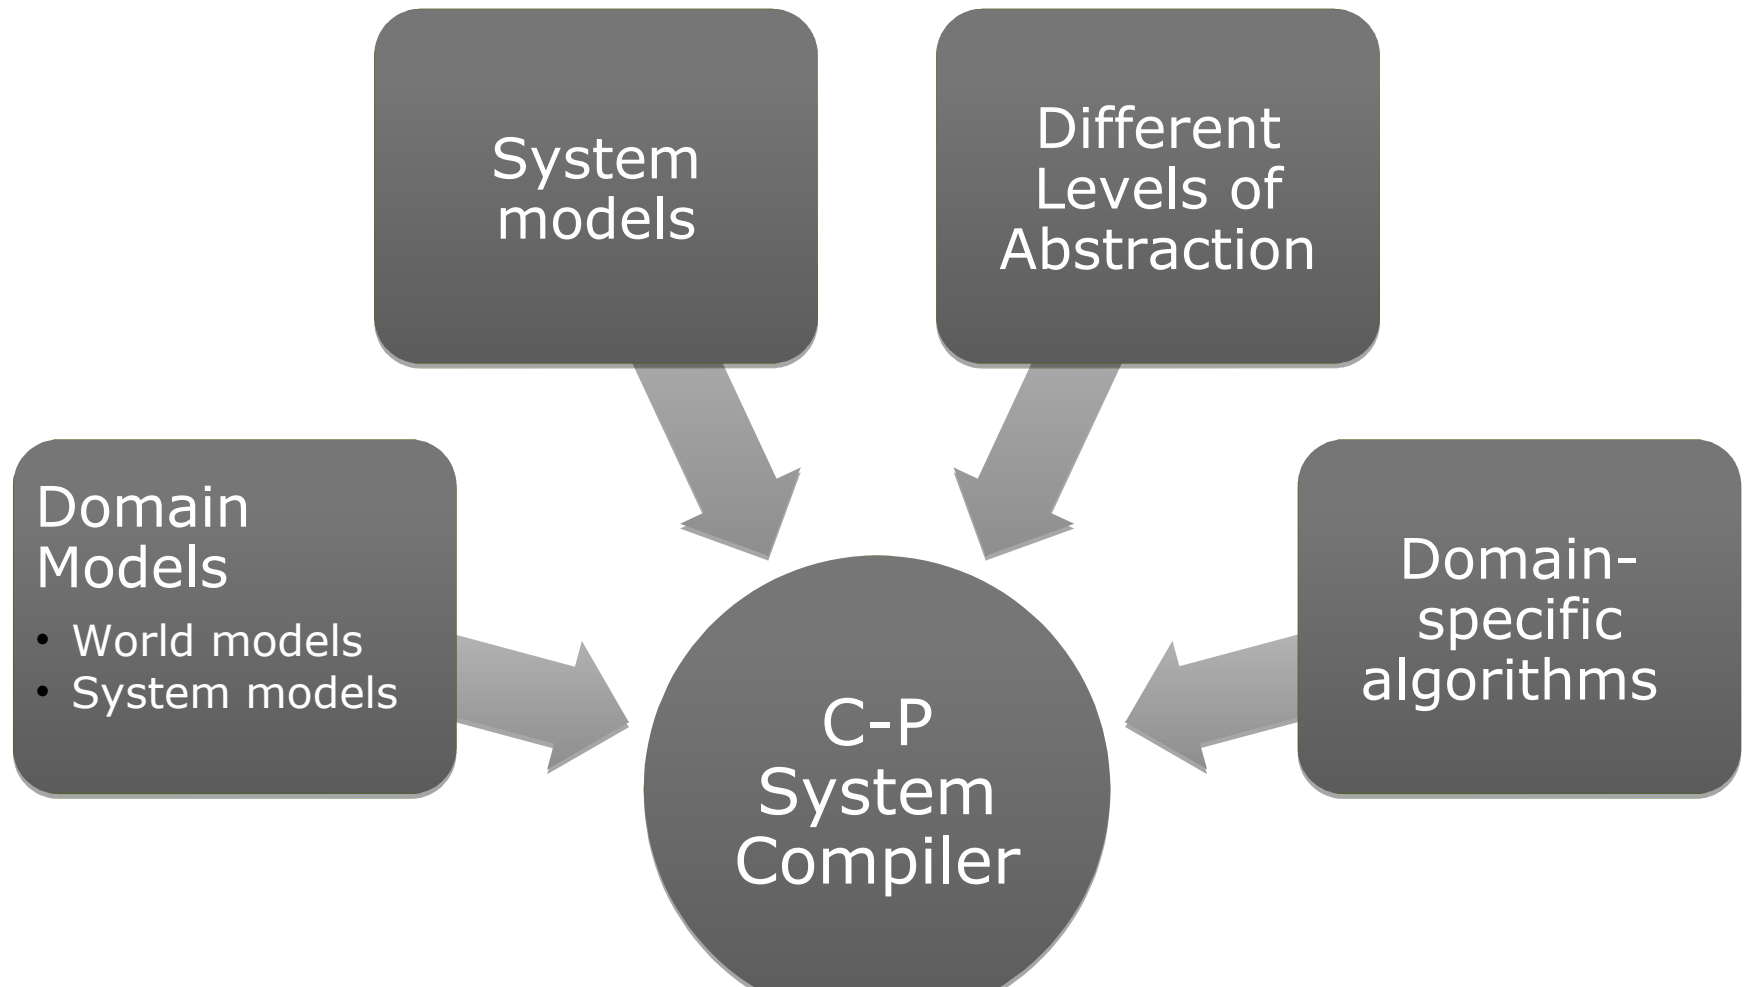 System
models
Different
Levels of
Abstraction
Domain
Models
• World models
• System models
Domain-
specific
algorithms
C-P
System
Compiler